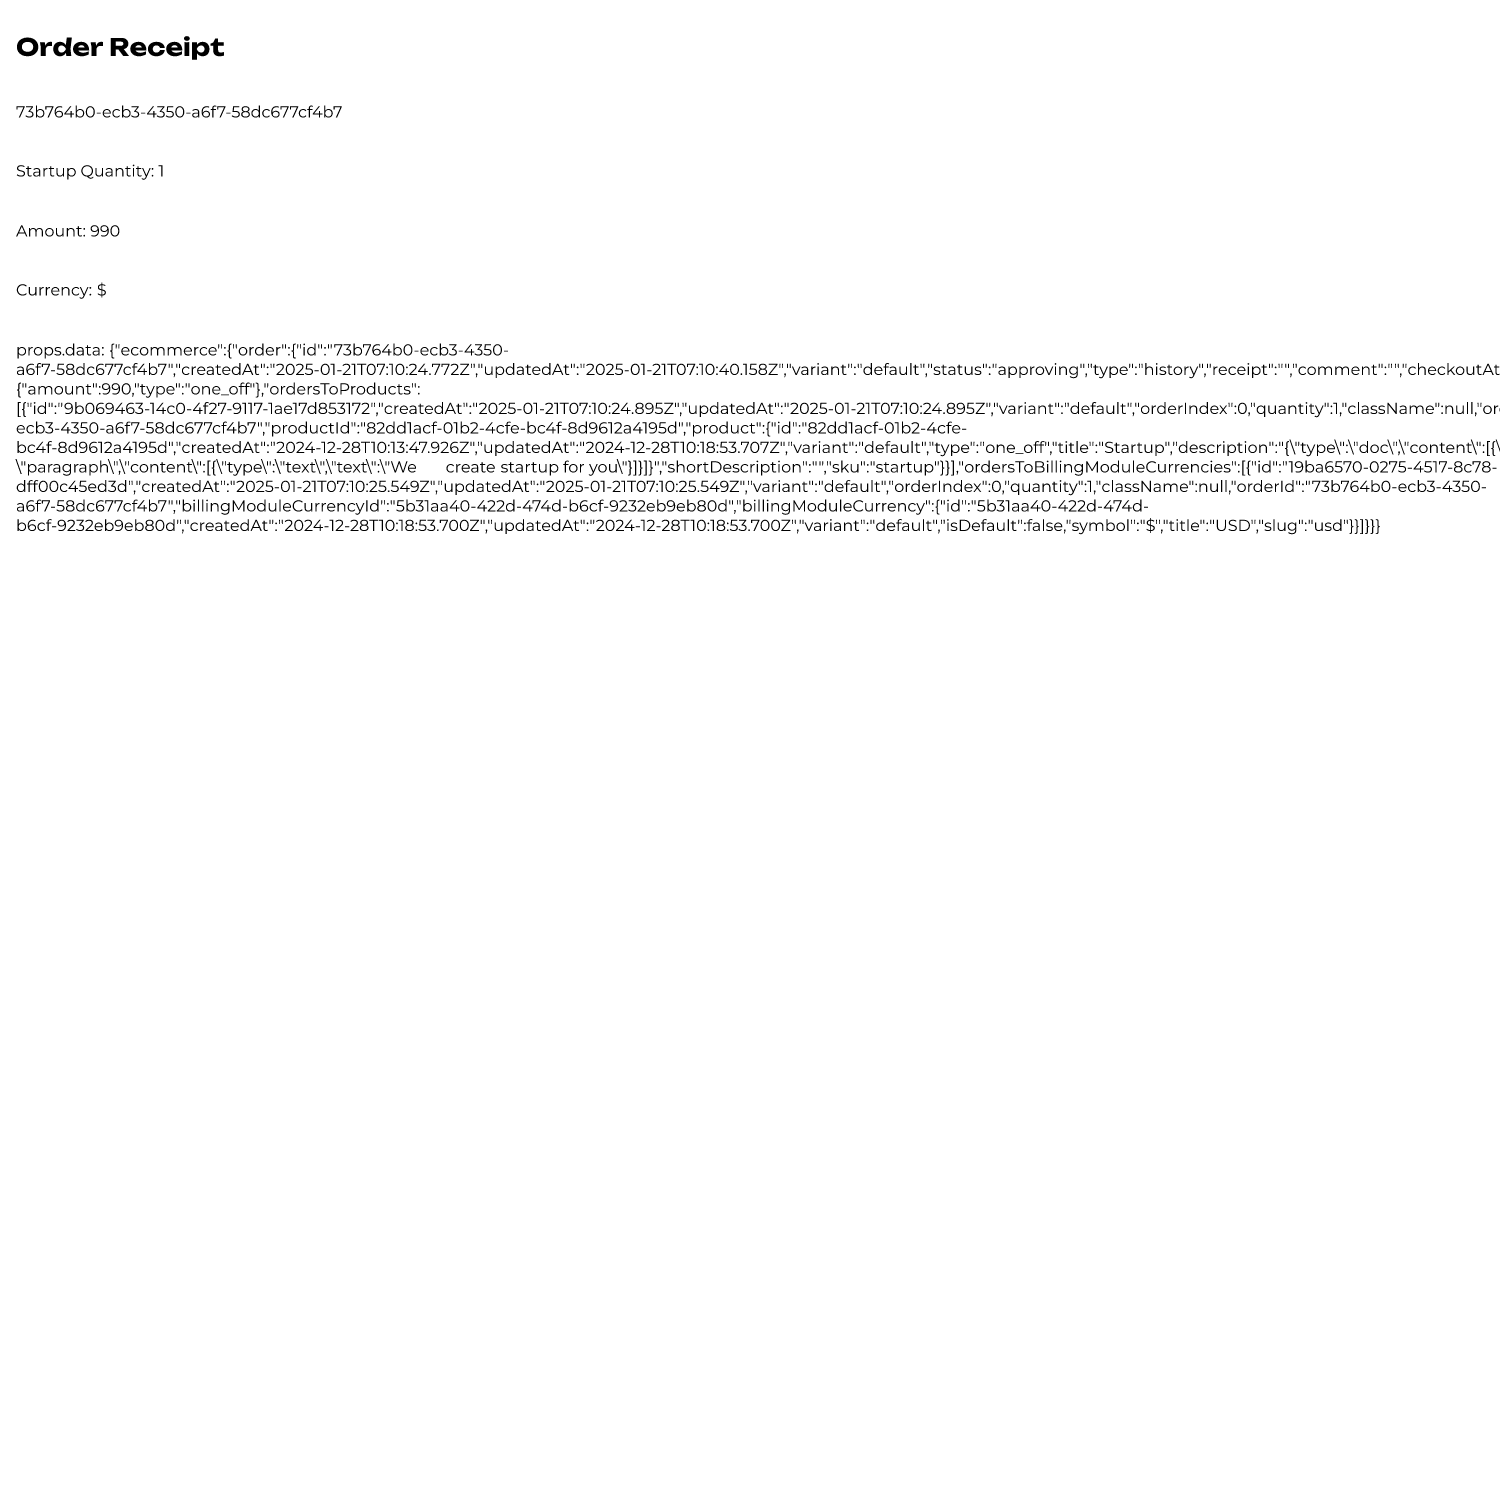 Order Receipt
73b764b0-ecb3-4350-a6f7-58dc677cf4b7
Startup Quantity: 1
Amount: 990
Currency: $
props.data: {"ecommerce":{"order":{"id":"73b764b0-ecb3-4350-
a6f7-58dc677cf4b7","createdAt":"2025-01-21T07:10:24.772Z","updatedAt":"2025-01-21T07:10:40.158Z","variant":"default","status":"approving","type":"history","receipt":"","comment":"","checkoutAt
{"amount":990,"type":"one_off"},"ordersToProducts":
[{"id":"9b069463-14c0-4f27-9117-1ae17d853172","createdAt":"2025-01-21T07:10:24.895Z","updatedAt":"2025-01-21T07:10:24.895Z","variant":"default","orderIndex":0,"quantity":1,"className":null,"or
ecb3-4350-a6f7-58dc677cf4b7","productId":"82dd1acf-01b2-4cfe-bc4f-8d9612a4195d","product":{"id":"82dd1acf-01b2-4cfe-
bc4f-8d9612a4195d","createdAt":"2024-12-28T10:13:47.926Z","updatedAt":"2024-12-28T10:18:53.707Z","variant":"default","type":"one_off","title":"Startup","description":"{\"type\":\"doc\",\"content\":[{\
\"paragraph\",\"content\":[{\"type\":\"text\",\"text\":\"We create startup for you\"}]}]}","shortDescription":"","sku":"startup"}}],"ordersToBillingModuleCurrencies":[{"id":"19ba6570-0275-4517-8c78-
dff00c45ed3d","createdAt":"2025-01-21T07:10:25.549Z","updatedAt":"2025-01-21T07:10:25.549Z","variant":"default","orderIndex":0,"quantity":1,"className":null,"orderId":"73b764b0-ecb3-4350-
a6f7-58dc677cf4b7","billingModuleCurrencyId":"5b31aa40-422d-474d-b6cf-9232eb9eb80d","billingModuleCurrency":{"id":"5b31aa40-422d-474d-
b6cf-9232eb9eb80d","createdAt":"2024-12-28T10:18:53.700Z","updatedAt":"2024-12-28T10:18:53.700Z","variant":"default","isDefault":false,"symbol":"$","title":"USD","slug":"usd"}}]}}}